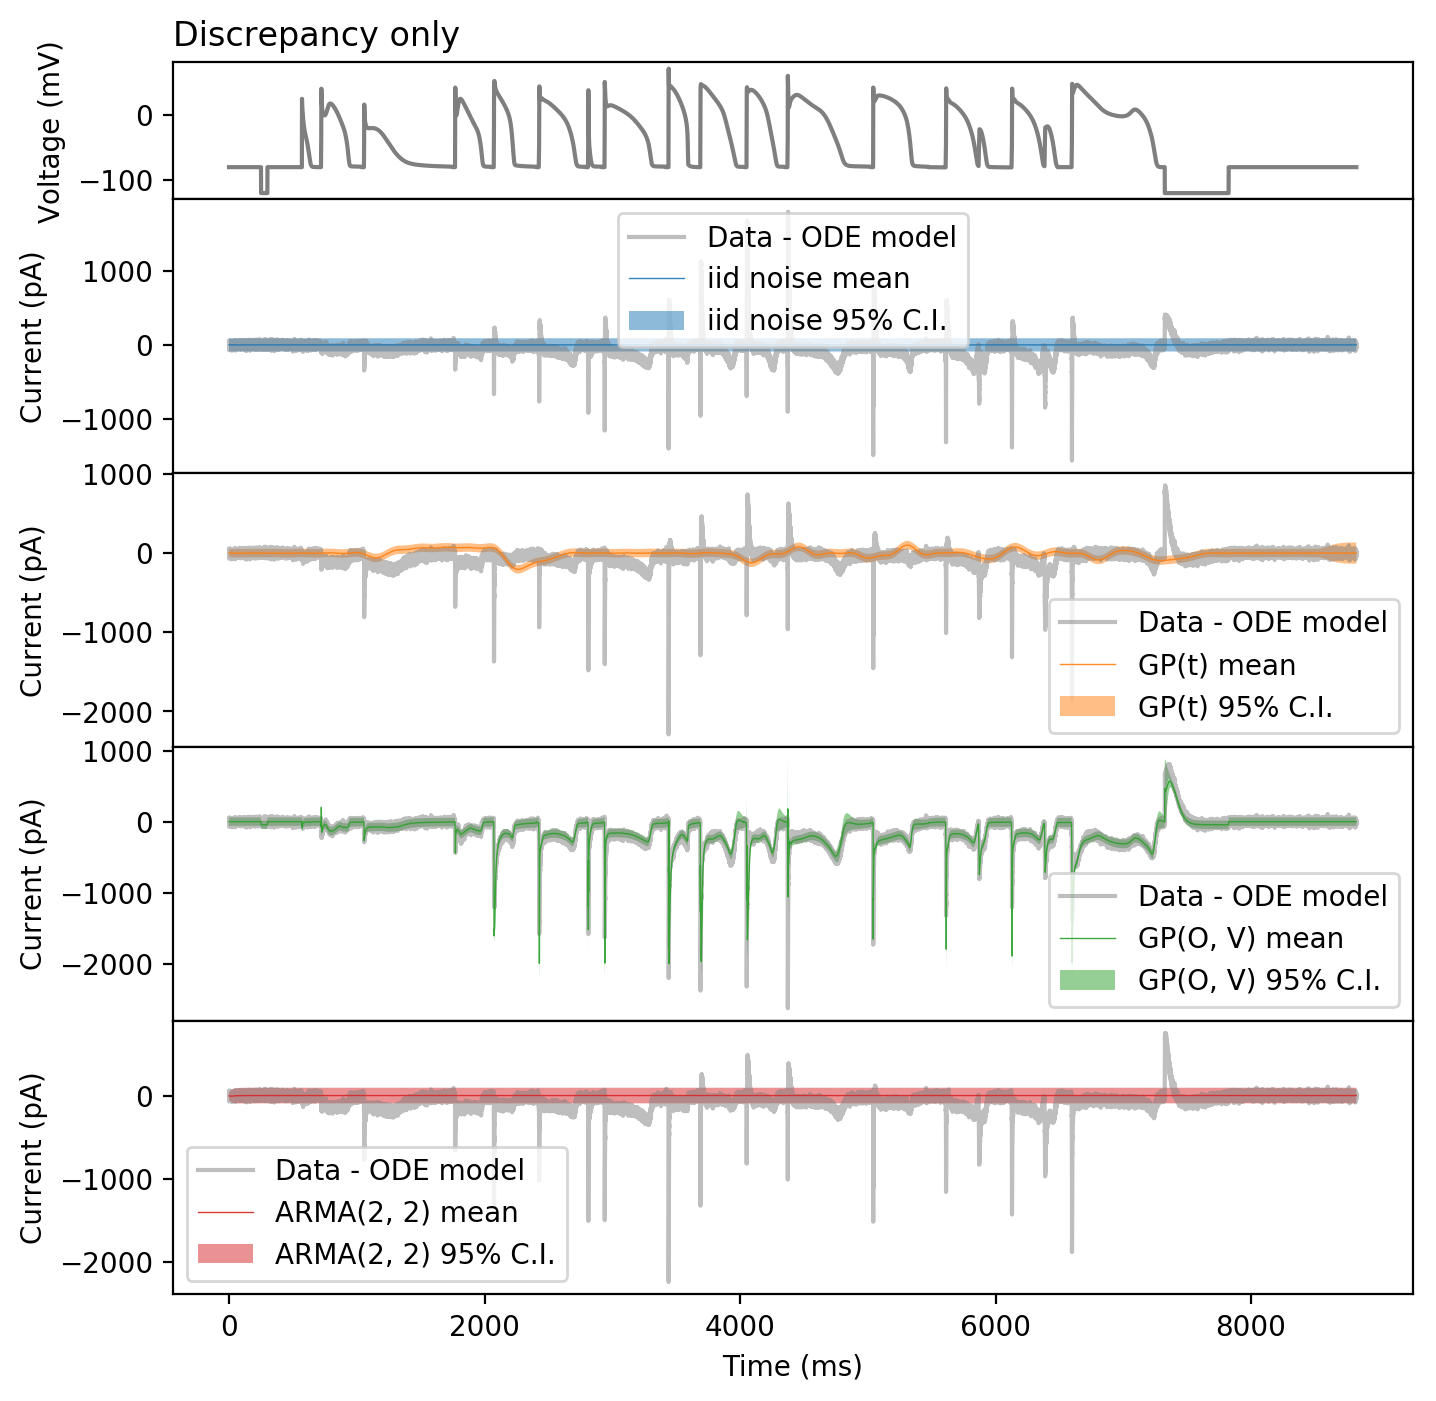 Discrepancy only
Voltage (mV)
0
−100
Current (pA)
1000
0
−1000
Data - ODE model
iid noise mean
iid noise 95% C.I.
Current (pA)
1000
0
−1000
−2000
Data - ODE model
GP(t) mean
GP(t) 95% C.I.
Current (pA)
1000
0
−1000
−2000
Data - ODE model
GP(O, V) mean
GP(O, V) 95% C.I.
Current (pA)
0
−1000
−2000
Data - ODE model
ARMA(2, 2) mean
ARMA(2, 2) 95% C.I.
0 2000 4000 6000 8000
Time (ms)